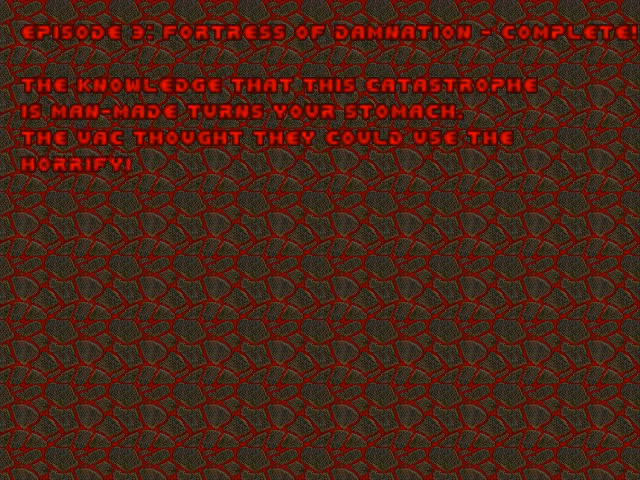 EPISODE 3: FORTRESS OF DAMNATION - COMPLETE!
THE KNOWLEDGE THAT THIS CATASTROPHE
IS MAN-MADE TURNS YOUR STOMACH.
THE UAC THOUGHT THEY COULD USE THE
HORRIFY!